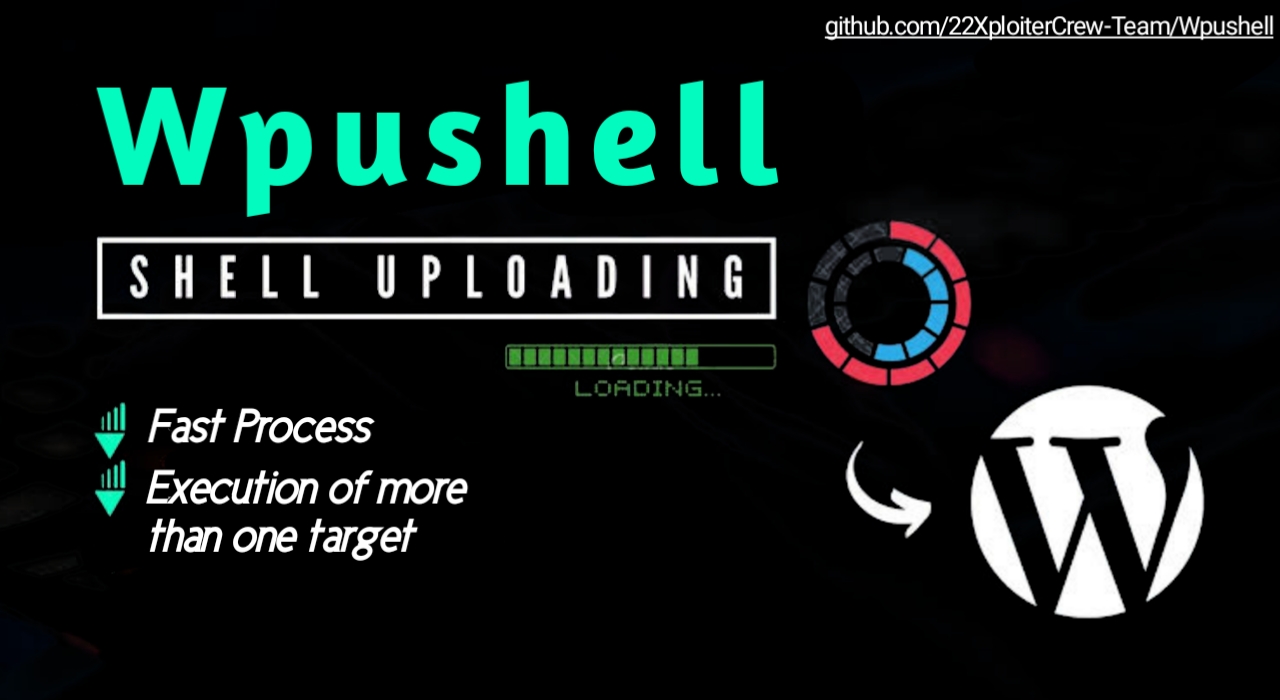 github.com/22XploiterCrew-Team/Wpushell
Wpushell
SHELL UPLOADING
LOADING...
Fast Process
Execution of more
than one target